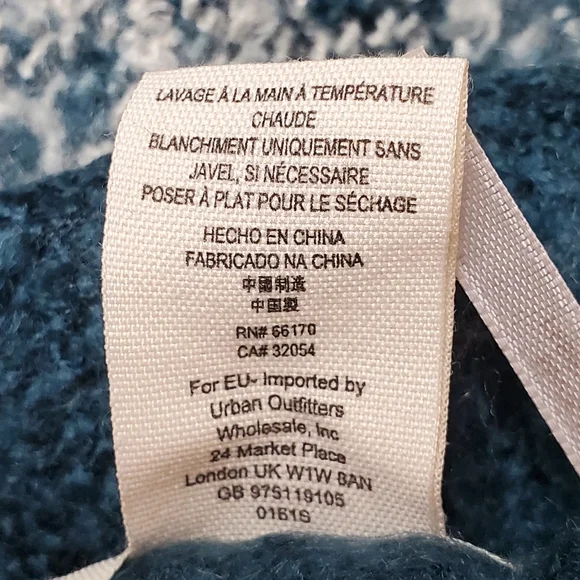 LAVAGE À LA MAIN À TEMPÉRATURE
CHAUDE
BLANCHIMENT UNIQUEMENT SANS
JAVEL, SI NÉCESSAIRE
POSER À PLAT POUR LE SÉCHAGE
HECHO EN CHINA
FABRICADO NA CHINA
中國制造
中国製
RN# 66170
CA# 32054
For EU- Imported by
Urban Outfitters
Wholesale, Inc
24 Market Place
London UK W1W 8AN
GB 975119105
0161S